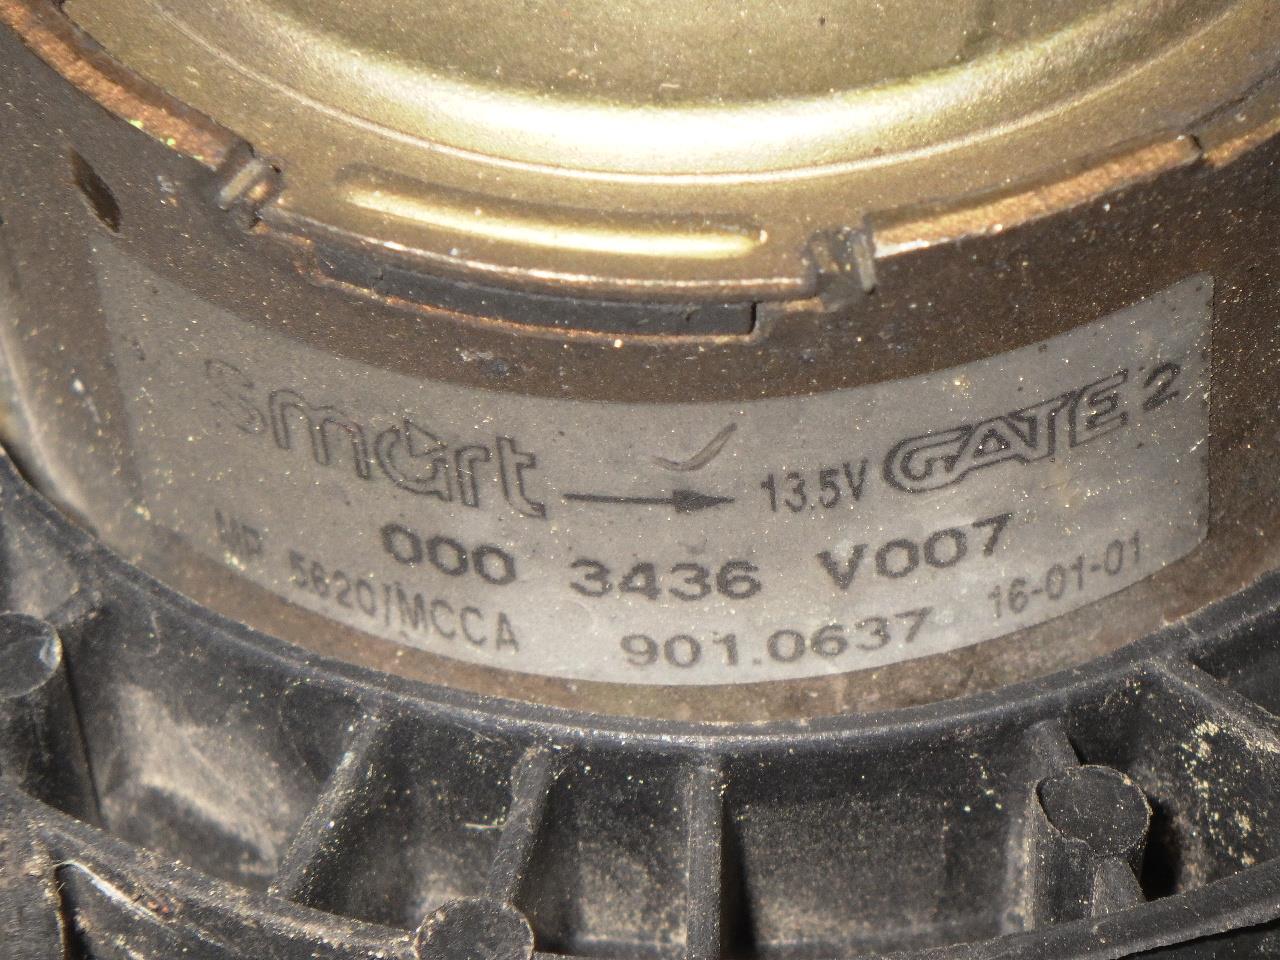 smart → 13.5V GATE 2
000 3436 V007
MP 5620/MCCA 901.0637 16-01-01